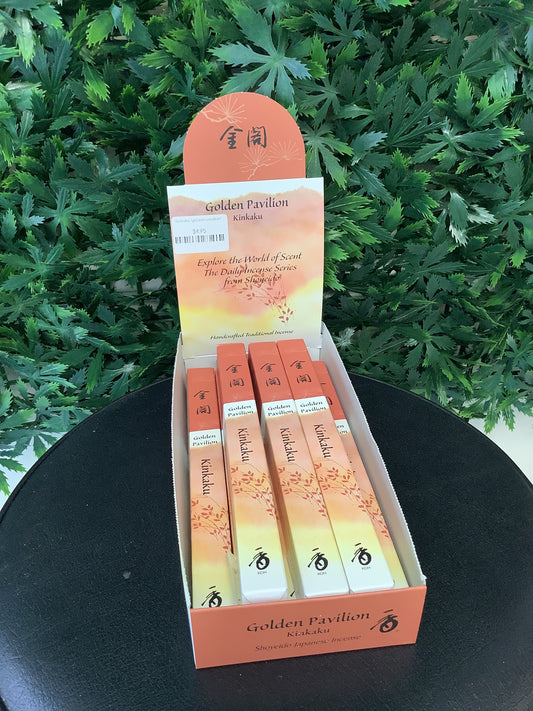 金閣
Golden Pavilion
Kinkaku
$4.95
Explore the World of Scent
The Daily Incense Series
from Shoyeido
Handcrafted Traditional Incense
金閣
Golden
Pavilion
Kinkaku
金閣
Golden
Pavilion
Kinkaku
香
金閣
Golden
Pavilion
Kinkaku
香
金閣
Golden
Pavilion
Kinkaku
香
Golden Pavilion
Kinkaku
香
Shoyeido Japanese Incense